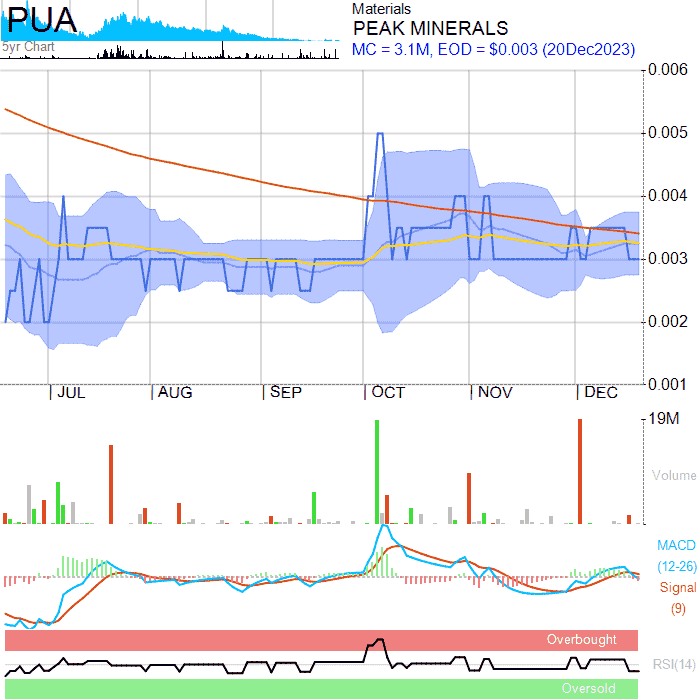 PUA
5yr Chart
Materials
PEAK MINERALS
MC = 3.1M, EOD = $0.003 (20Dec2023)
0.006
0.005
0.004
0.003
0.002
0.001
JUL AUG SEP OCT NOV DEC
19M
Volume
MACD
(12-26)
Signal
(9)
Overbought
RSI(14)
Oversold